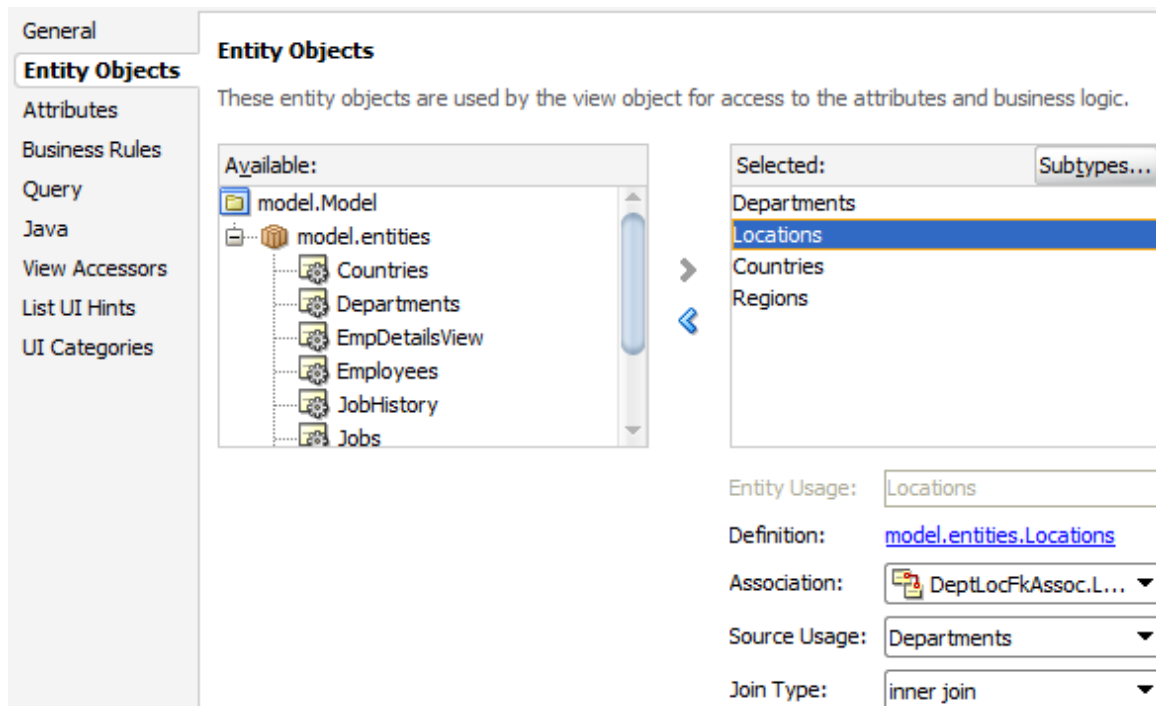 General
Entity Objects
Attributes
Business Rules
Query
Java
View Accessors
List UI Hints
UI Categories
Entity Objects
These entity objects are used by the view object for access to the attributes and business logic.
Available:
model.Model
model.entities
Countries
Departments
EmpDetailsView
Employees
JobHistory
Jobs
Selected:
Subtypes...
Departments
Locations
Countries
Regions
Entity Usage: Locations
Definition: model.entities.Locations
Association: DeptLocFkAssoc.L...
Source Usage: Departments
Join Type: inner join